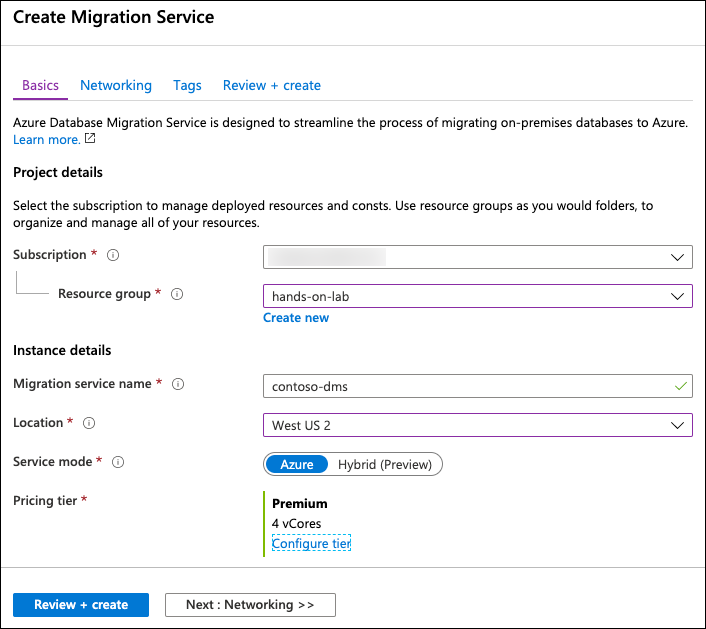 Create Migration Service
Basics Networking Tags Review + create
Azure Database Migration Service is designed to streamline the process of migrating on-premises databases to Azure.
Learn more.
Project details
Select the subscription to manage deployed resources and consts. Use resource groups as you would folders, to
organize and manage all of your resources.
Subscription *
Resource group * hands-on-lab
Create new
Instance details
Migration service name * contoso-dms
Location * West US 2
Service mode * Azure Hybrid (Preview)
Pricing tier * Premium
4 vCores
Configure tier
Review + create Next : Networking >>